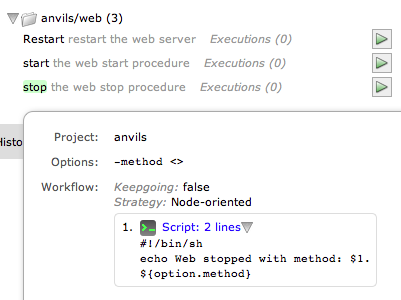 anvils/web (3)
Restart restart the web server Executions (0)
start the web start procedure Executions (0)
stop the web stop procedure Executions (0)
Histo
Project: anvils
Options: -method <>
Workflow: Keepgoing: false
Strategy: Node-oriented
1. Script: 2 lines
#!/bin/sh
echo Web stopped with method: $1.
${option.method}